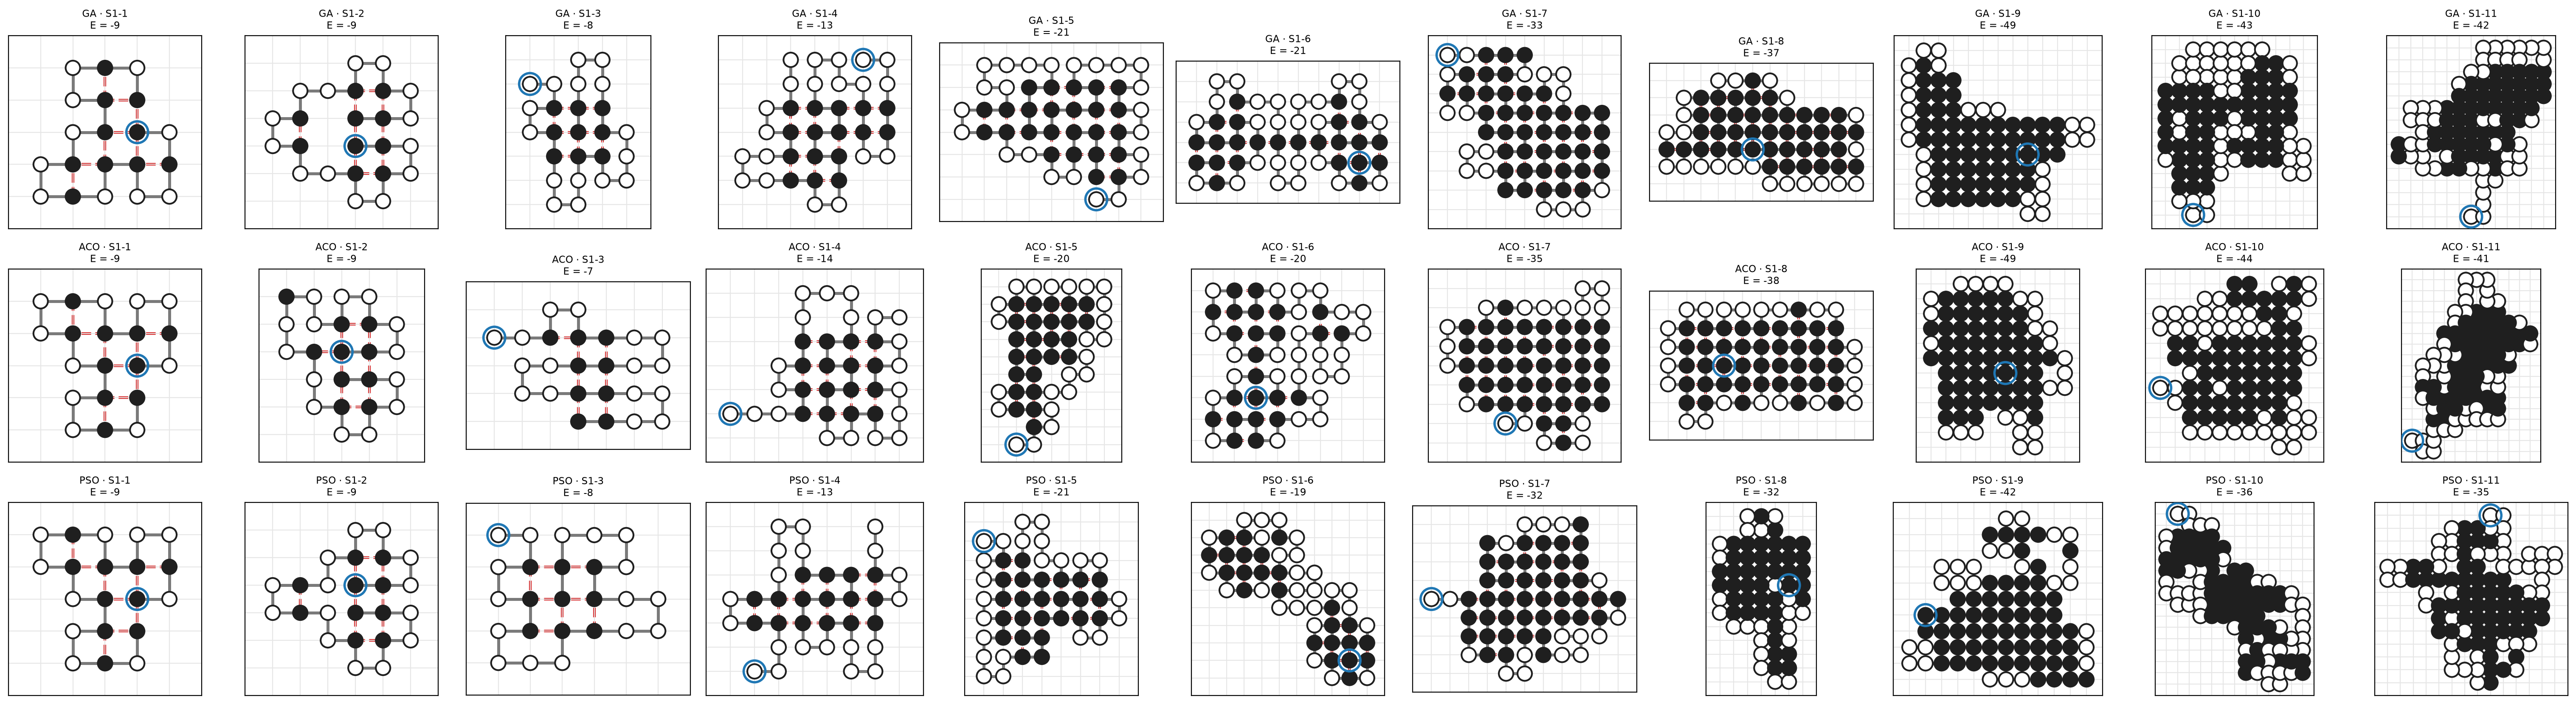 GA · S1-1
E = -9
GA · S1-2
E = -9
GA · S1-3
E = -8
GA · S1-4
E = -13
GA · S1-5
E = -21
GA · S1-6
E = -21
GA · S1-7
E = -33
GA · S1-8
E = -37
GA · S1-9
E = -49
GA · S1-10
E = -43
GA · S1-11
E = -42
ACO · S1-1
E = -9
ACO · S1-2
E = -9
ACO · S1-3
E = -7
ACO · S1-4
E = -14
ACO · S1-5
E = -20
ACO · S1-6
E = -20
ACO · S1-7
E = -35
ACO · S1-8
E = -38
ACO · S1-9
E = -49
ACO · S1-10
E = -44
ACO · S1-11
E = -41
PSO · S1-1
E = -9
PSO · S1-2
E = -9
PSO · S1-3
E = -8
PSO · S1-4
E = -13
PSO · S1-5
E = -21
PSO · S1-6
E = -19
PSO · S1-7
E = -32
PSO · S1-8
E = -32
PSO · S1-9
E = -42
PSO · S1-10
E = -36
PSO · S1-11
E = -35